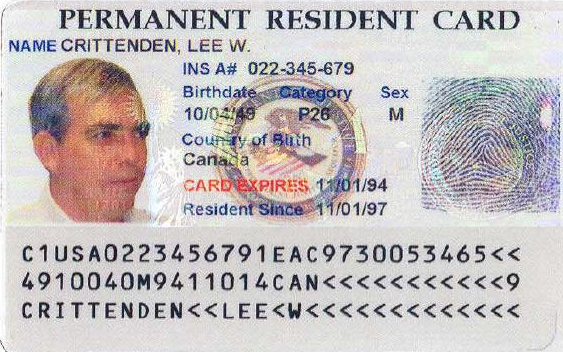 PERMANENT RESIDENT CARD
NAME CRITTENDEN, LEE W.
INS A# 022-345-679
Birthdate Category Sex
10/04/49 P26 M
Country of Birth
Canada
CARD EXPIRES 11/01/94
Resident Since 11/01/97
C1USA0223456791EAC9730053465<<
4910040M9411014CAN<<<<<<<<<<<9
CRITTENDEN<<LEE<W<<<<<<<<<<<<<